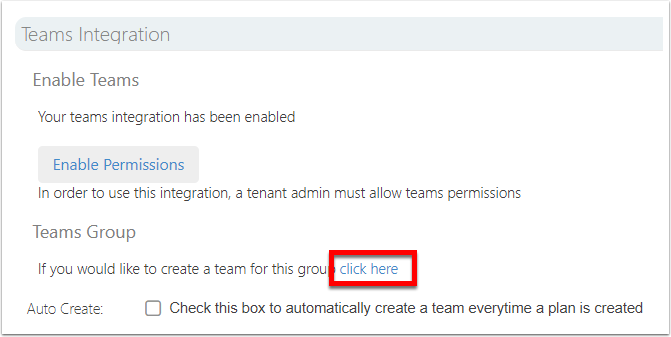 Teams Integration
Enable Teams
Your teams integration has been enabled
Enable Permissions
In order to use this integration, a tenant admin must allow teams permissions
Teams Group
If you would like to create a team for this group click here
Auto Create: Check this box to automatically create a team everytime a plan is created